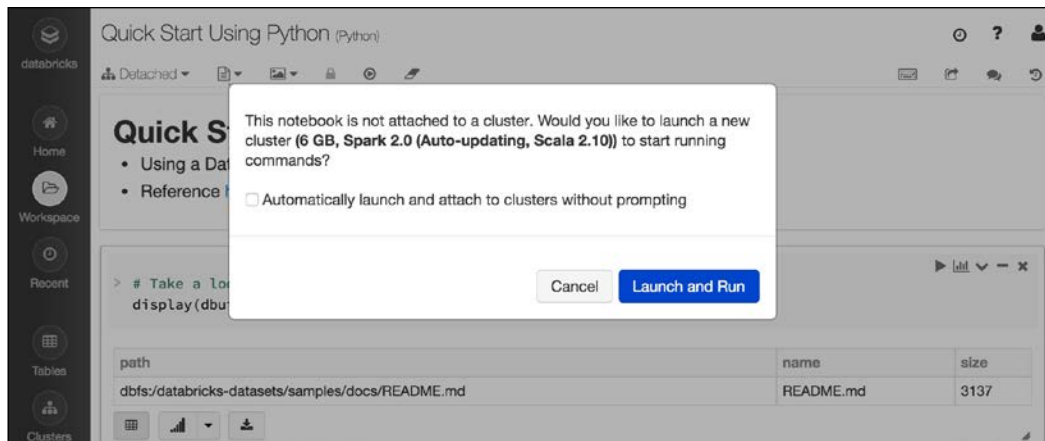 databricks
Quick Start Using Python (Python)
?
Detached
Home
Workspace
Recent
Tables
Clusters
Quick S
• Using a Dat
• Reference h
This notebook is not attached to a cluster. Would you like to launch a new
cluster (6 GB, Spark 2.0 (Auto-updating, Scala 2.10)) to start running
commands?
Automatically launch and attach to clusters without prompting
Cancel
Launch and Run
> # Take a loo
display(dbu
path name size
dbfs:/databricks-datasets/samples/docs/README.md README.md 3137